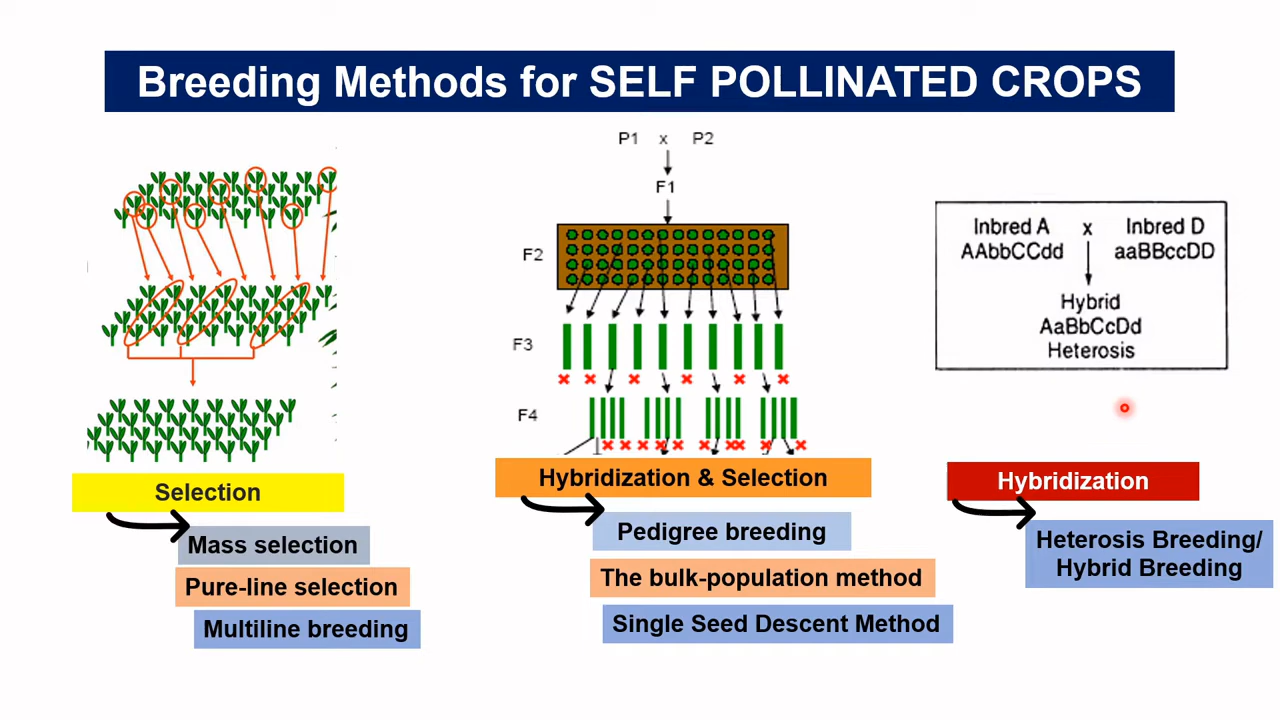 Breeding Methods for SELF POLLINATED CROPS
P1 x P2
F1
F2
F3
F4
Inbred A x Inbred D
AAbbCCdd aaBBccDD
Hybrid
AaBbCcDd
Heterosis
Selection
Mass selection
Pure-line selection
Multiline breeding
Hybridization & Selection
Pedigree breeding
The bulk-population method
Single Seed Descent Method
Hybridization
Heterosis Breeding/
Hybrid Breeding